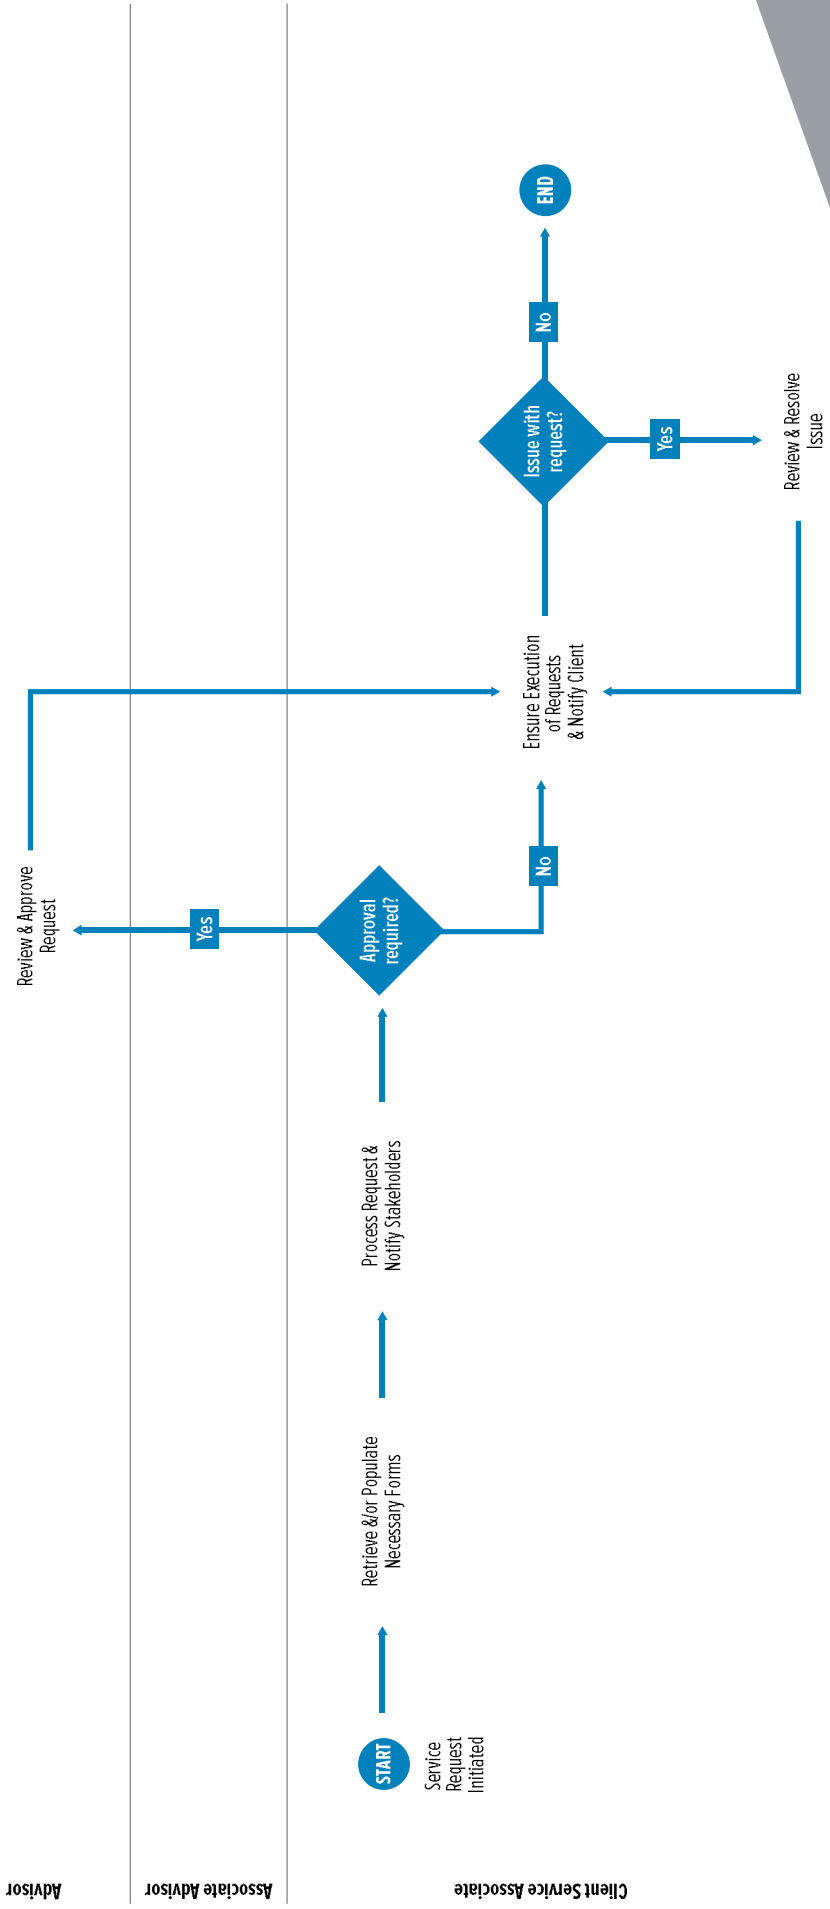 Advisor
Associate Advisor
Client Service Associate
START
Service
Request
Initiated
Retrieve &/or Populate
Necessary Forms
Process Request &
Notify Stakeholders
Approval
required?
Yes
Review & Approve
Request
No
Ensure Execution
of Requests
& Notify Client
Issue with
request?
Yes
Review & Resolve
Issue
No
END